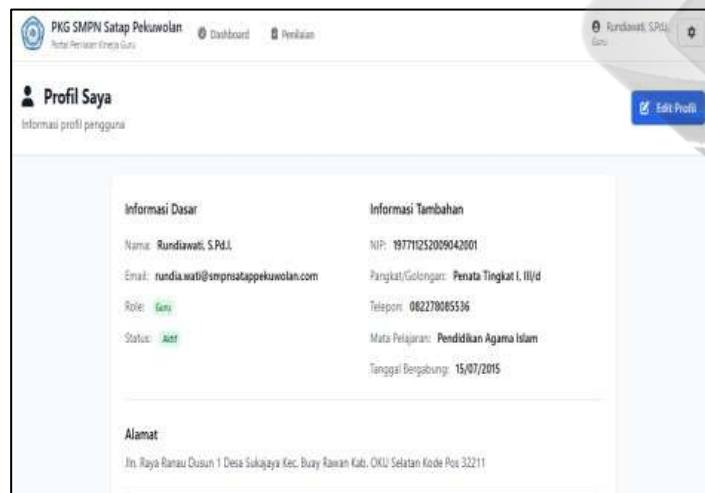 PKG SMPN Satap Pekuwolan
Portal Penilaian Kinerja Guru
Dashboard
Penilaian
Rundiawati, S.Pd.I.
Guru
Profil Saya
Informasi profil pengguna
Edit Profil
Informasi Dasar
Nama: Rundiawati, S.Pd.I.
Email: rundia.wati@smpnsatappekuwolan.com
Role: Guru
Status: Aktif
Informasi Tambahan
NIP: 197711252009042001
Pangkat/Golongan: Penata Tingkat I, III/d
Telepon: 082278085536
Mata Pelajaran: Pendidikan Agama Islam
Tanggal Bergabung: 15/07/2015
Alamat
Jln. Raya Ranau Dusun 1 Desa Sukajaya Kec. Buay Rawan Kab. OKU Selatan Kode Pos 32211